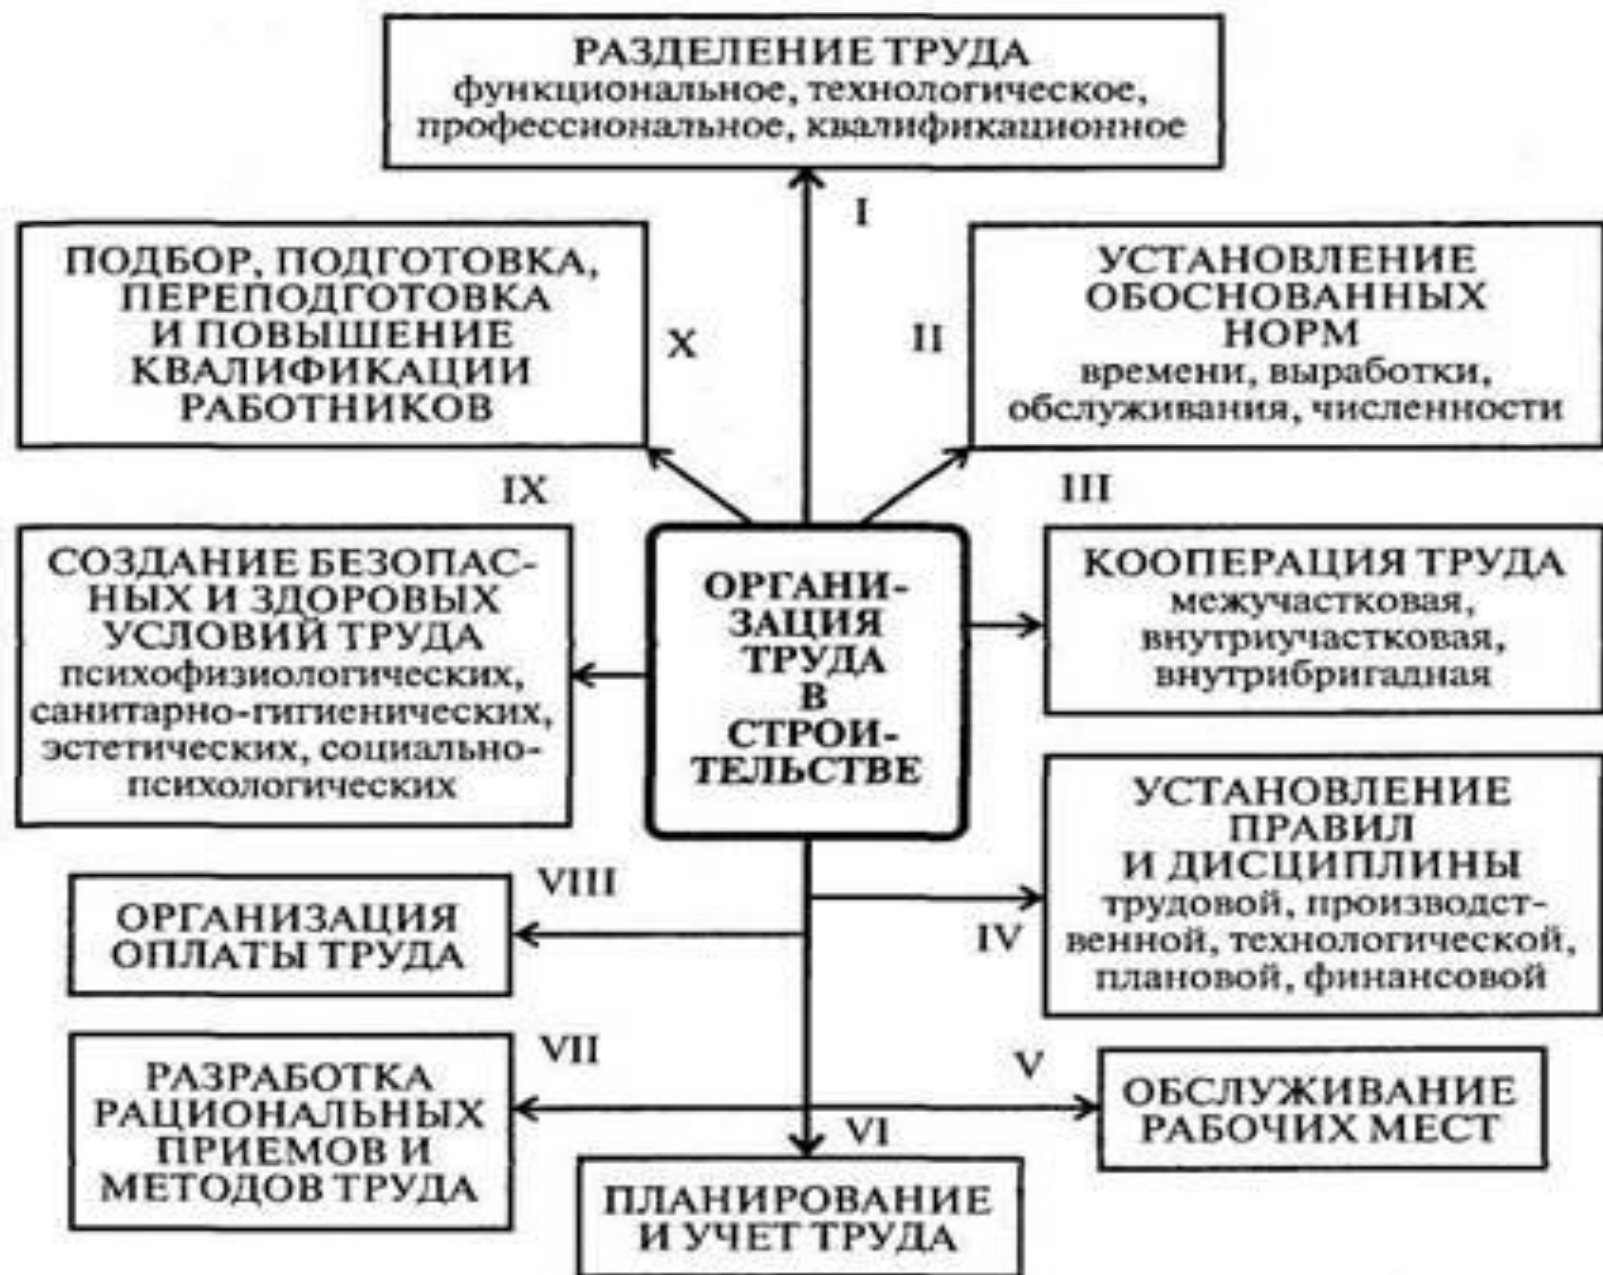 РАЗДЕЛЕНИЕ ТРУДА
функциональное, технологическое,
профессиональное, квалификационное
I
ПОДБОР, ПОДГОТОВКА,
ПЕРЕПОДГОТОВКА
И ПОВЫШЕНИЕ
КВАЛИФИКАЦИИ
РАБОТНИКОВ
X
II
УСТАНОВЛЕНИЕ
ОБОСНОВАННЫХ
НОРМ
времени, выработки,
обслуживания, численности
IX
III
СОЗДАНИЕ БЕЗОПАС-
НЫХ И ЗДОРОВЫХ
УСЛОВИЙ ТРУДА
психофизиологических,
санитарно-гигиенических,
эстетических, социально-
психологических
ОРГАНИ-
ЗАЦИЯ
ТРУДА
В
СТРОИ-
ТЕЛЬСТВЕ
КООПЕРАЦИЯ ТРУДА
межучастковая,
внутриучастковая,
внутрибригадная
УСТАНОВЛЕНИЕ
ПРАВИЛ
И ДИСЦИПЛИНЫ
трудовой, производст-
венной, технологической,
плановой, финансовой
VIII
IV
ОРГАНИЗАЦИЯ
ОПЛАТЫ ТРУДА
VII
V
РАЗРАБОТКА
РАЦИОНАЛЬНЫХ
ПРИЕМОВ И
МЕТОДОВ ТРУДА
VI
ОБСЛУЖИВАНИЕ
РАБОЧИХ МЕСТ
ПЛАНИРОВАНИЕ
И УЧЕТ ТРУДА